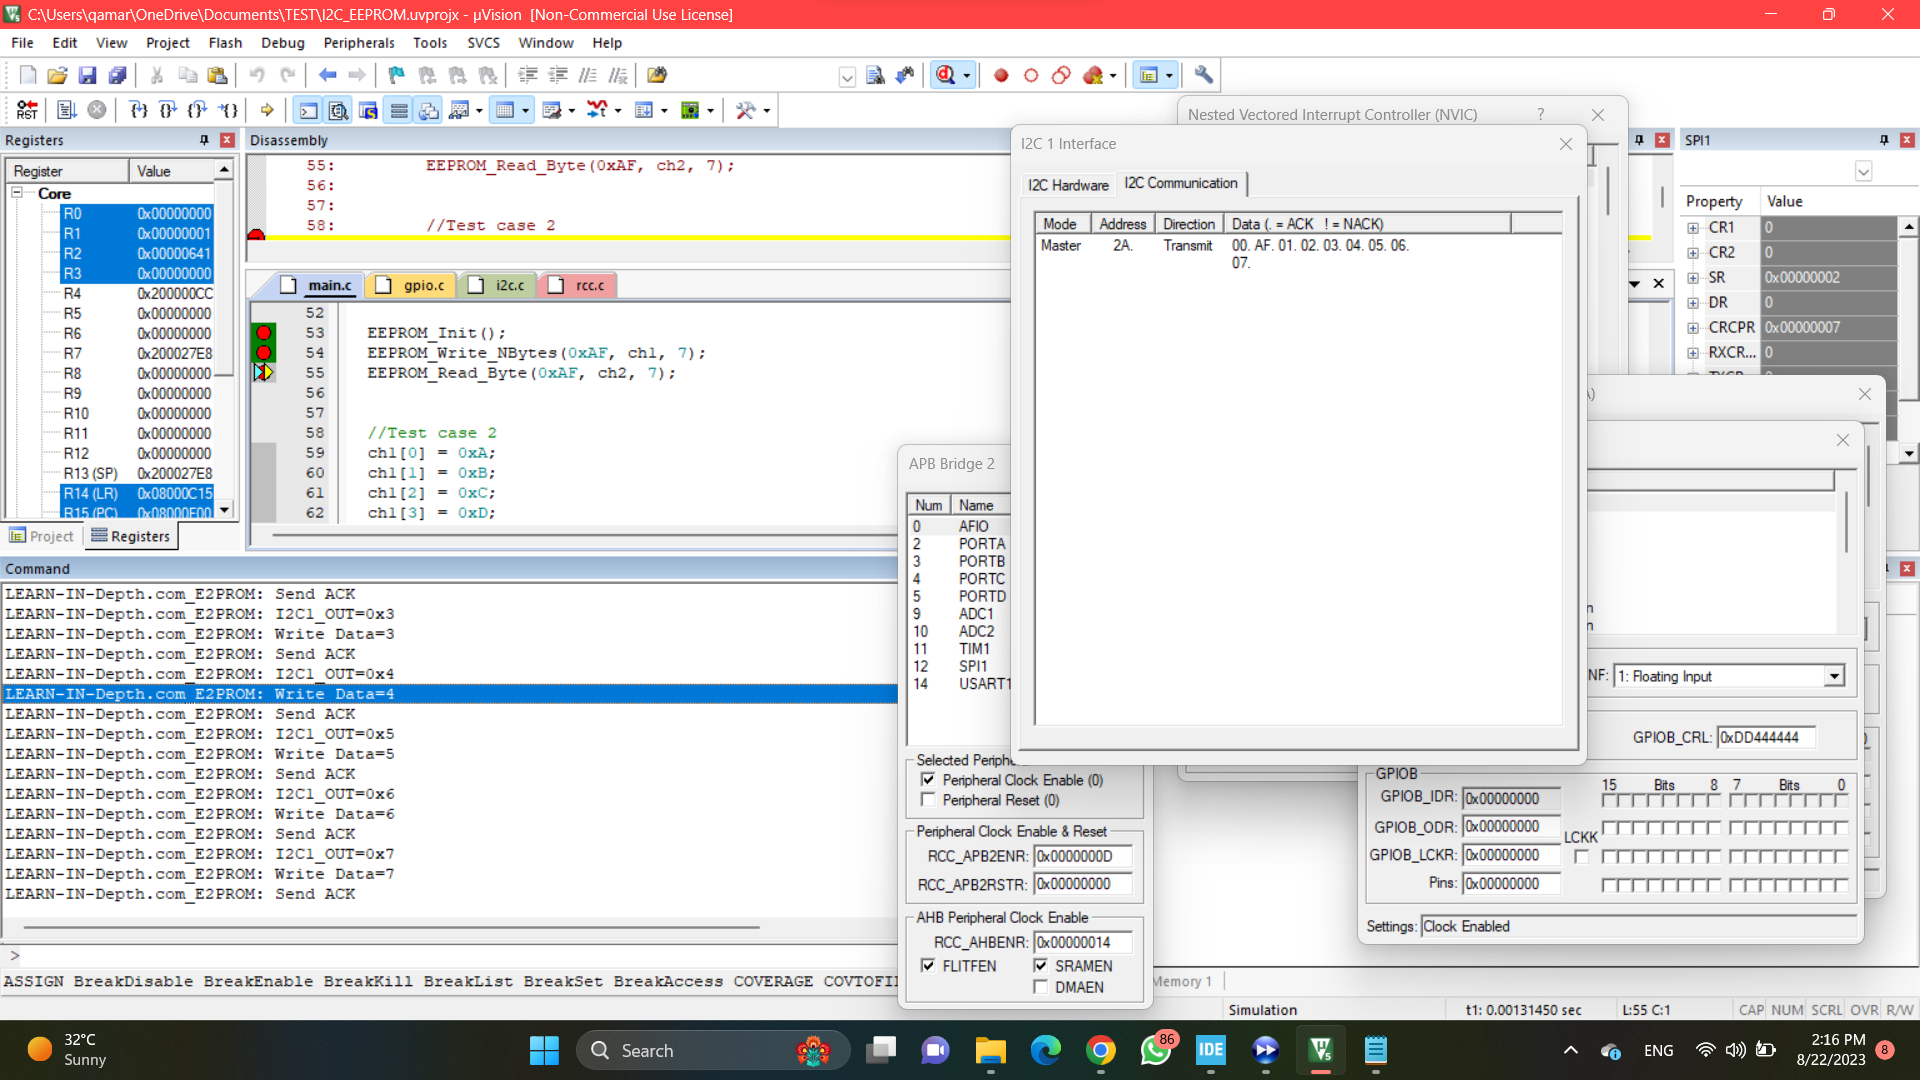 C:\Users\qamar\OneDrive\Documents\TEST\I2C_EEPROM.uvprojx - µVision [Non-Commercial Use License]
File Edit View Project Flash Debug Peripherals Tools SVCS Window Help
RST
Registers
Register Value
Core
R0 0x00000000
R1 0x00000001
R2 0x00000641
R3 0x00000000
R4 0x200000CC
R5 0x00000000
R6 0x00000000
R7 0x200027E8
R8 0x00000000
R9 0x00000000
R10 0x00000000
R11 0x00000000
R12 0x00000000
R13 (SP) 0x200027E8
R14 (LR) 0x08000C15
R15 (PC) 0x08000F00
Project Registers
Disassembly
55: EEPROM_Read_Byte(0xAF, ch2, 7);
56:
57:
58: //Test case 2
main.c gpio.c i2c.c rcc.c
52
53 EEPROM_Init();
54 EEPROM_Write_NBytes(0xAF, ch1, 7);
55 EEPROM_Read_Byte(0xAF, ch2, 7);
56
57
58 //Test case 2
59 ch1[0] = 0xA;
60 ch1[1] = 0xB;
61 ch1[2] = 0xC;
62 ch1[3] = 0xD;
Command
LEARN-IN-Depth.com_E2PROM: Send ACK
LEARN-IN-Depth.com_E2PROM: I2C1_OUT=0x3
LEARN-IN-Depth.com_E2PROM: Write Data=3
LEARN-IN-Depth.com_E2PROM: Send ACK
LEARN-IN-Depth.com_E2PROM: I2C1_OUT=0x4
LEARN-IN-Depth.com_E2PROM: Write Data=4
LEARN-IN-Depth.com_E2PROM: Send ACK
LEARN-IN-Depth.com_E2PROM: I2C1_OUT=0x5
LEARN-IN-Depth.com_E2PROM: Write Data=5
LEARN-IN-Depth.com_E2PROM: Send ACK
LEARN-IN-Depth.com_E2PROM: I2C1_OUT=0x6
LEARN-IN-Depth.com_E2PROM: Write Data=6
LEARN-IN-Depth.com_E2PROM: Send ACK
LEARN-IN-Depth.com_E2PROM: I2C1_OUT=0x7
LEARN-IN-Depth.com_E2PROM: Write Data=7
LEARN-IN-Depth.com_E2PROM: Send ACK
>
ASSIGN BreakDisable BreakEnable BreakKill BreakList BreakSet BreakAccess COVERAGE COVTOFI
Nested Vectored Interrupt Controller (NVIC) ?
I2C 1 Interface
I2C Hardware I2C Communication
Mode Address Direction Data (. = ACK ! = NACK)
Master 2A. Transmit 00. AF. 01. 02. 03. 04. 05. 06.
07.
APB Bridge 2
Num Name
0 AFIO
2 PORTA
3 PORTB
4 PORTC
5 PORTD
9 ADC1
10 ADC2
11 TIM1
12 SPI1
14 USART1
Selected Periphe
Peripheral Clock Enable (0)
Peripheral Reset (0)
Peripheral Clock Enable & Reset
RCC_APB2ENR: 0x0000000D
RCC_APB2RSTR: 0x00000000
AHB Peripheral Clock Enable
RCC_AHBENR: 0x00000014
FLITFEN SRAMEN
DMAEN
SPI1
Property Value
CR1 0
CR2 0
SR 0x00000002
DR 0
CRCPR 0x00000007
RXCR... 0
NF: 1: Floating Input
GPIOB_CRL: 0xDD444444
GPIOB
15 Bits 8 7 Bits 0
GPIOB_IDR: 0x00000000
GPIOB_ODR: 0x00000000
LCKK
GPIOB_LCKR: 0x00000000
Pins: 0x00000000
Settings: Clock Enabled
Memory 1
Simulation t1: 0.00131450 sec L:55 C:1 CAP NUM SCRL OVR R/W
32°C
Sunny
Search
86
IDE
ENG
2:16 PM
8/22/2023
8